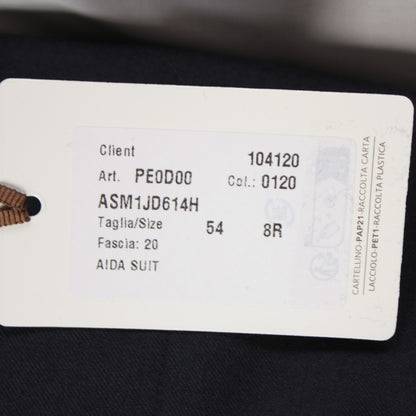 Client 104120
Art. PE0D00 Col.: 0120
ASM1JD614H
Taglia/Size 54 8R
Fascia: 20
AIDA SUIT
CARTELLINO-PAP21-RACCOLTA CARTA
LACCIOLO-PET1-RACCOLTA PLASTICA